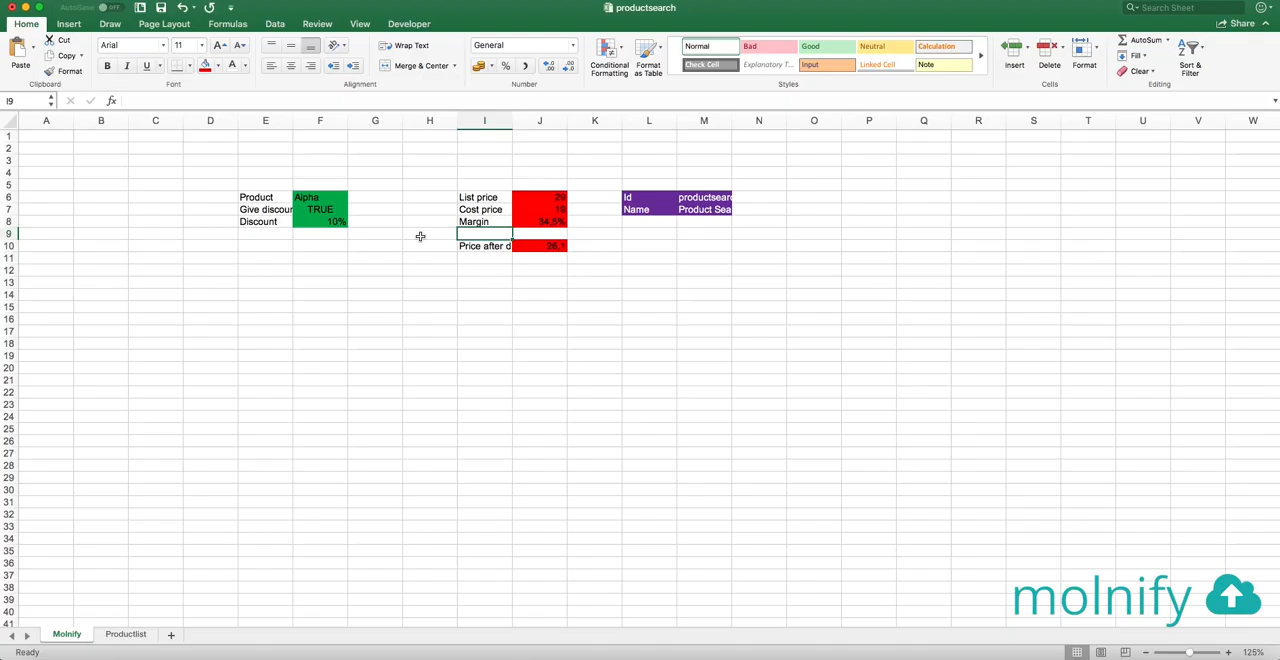 AutoSave OFF
productsearch
Search Sheet
Home Insert Draw Page Layout Formulas Data Review View Developer
Share
Paste
Cut
Copy
Format
Clipboard
Arial 11
B I U
A A
Font
Wrap Text
Merge & Center
Alignment
General
%
Number
Conditional
Formatting
Format
as Table
Normal Bad Good Neutral Calculation
Check Cell Explanatory T... Input Linked Cell Note
Styles
Insert Delete Format
Cells
AutoSum
Fill
Clear
Sort &
Filter
Editing
I9 fx
A B C D E F G H I J K L M N O P Q R S T U V W
1
2
3
4
5
6 Product Alpha List price 29 Id productsearc
7 Give discour TRUE Cost price 19 Name Product Sea
8 Discount 10% Margin 34,5%
9
10 Price after d 26,1
11
12
13
14
15
16
17
18
19
20
21
22
23
24
25
26
27
28
29
30
31
32
33
34
35
36
37
38
39
40
41
molnify
Molnify Productlist +
Ready
125%